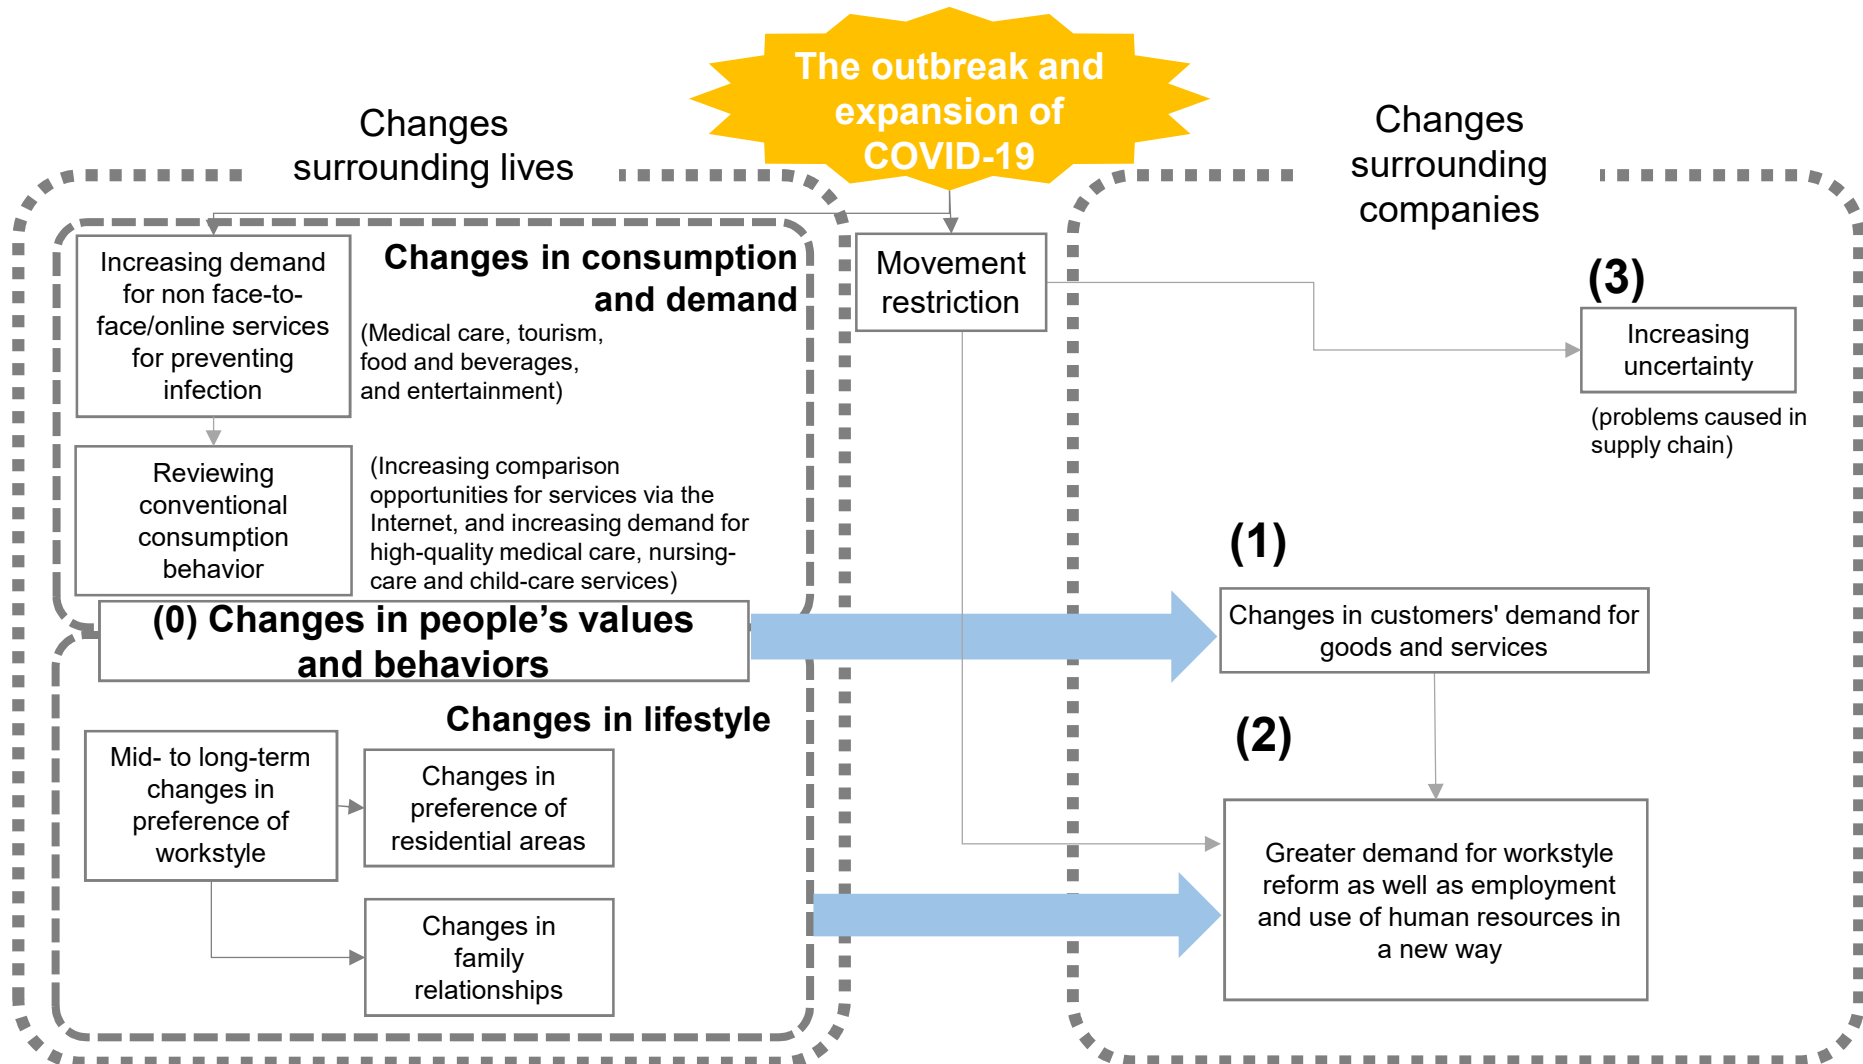 The outbreak and
expansion of
COVID-19
Changes
surrounding lives
Changes
surrounding
companies
Changes in consumption
and demand
Increasing demand
for non face-to-
face/online services
for preventing
infection
(Medical care, tourism,
food and beverages,
and entertainment)
Movement
restriction
(3)
Increasing
uncertainty
(problems caused in
supply chain)
Reviewing
conventional
consumption
behavior
(Increasing comparison
opportunities for services via the
Internet, and increasing demand for
high-quality medical care, nursing-
care and child-care services)
(0) Changes in people’s values
and behaviors
(1)
Changes in customers' demand for
goods and services
Changes in lifestyle
Mid- to long-term
changes in
preference of
workstyle
Changes in
preference of
residential areas
Changes in
family
relationships
(2)
Greater demand for workstyle
reform as well as employment
and use of human resources in
a new way